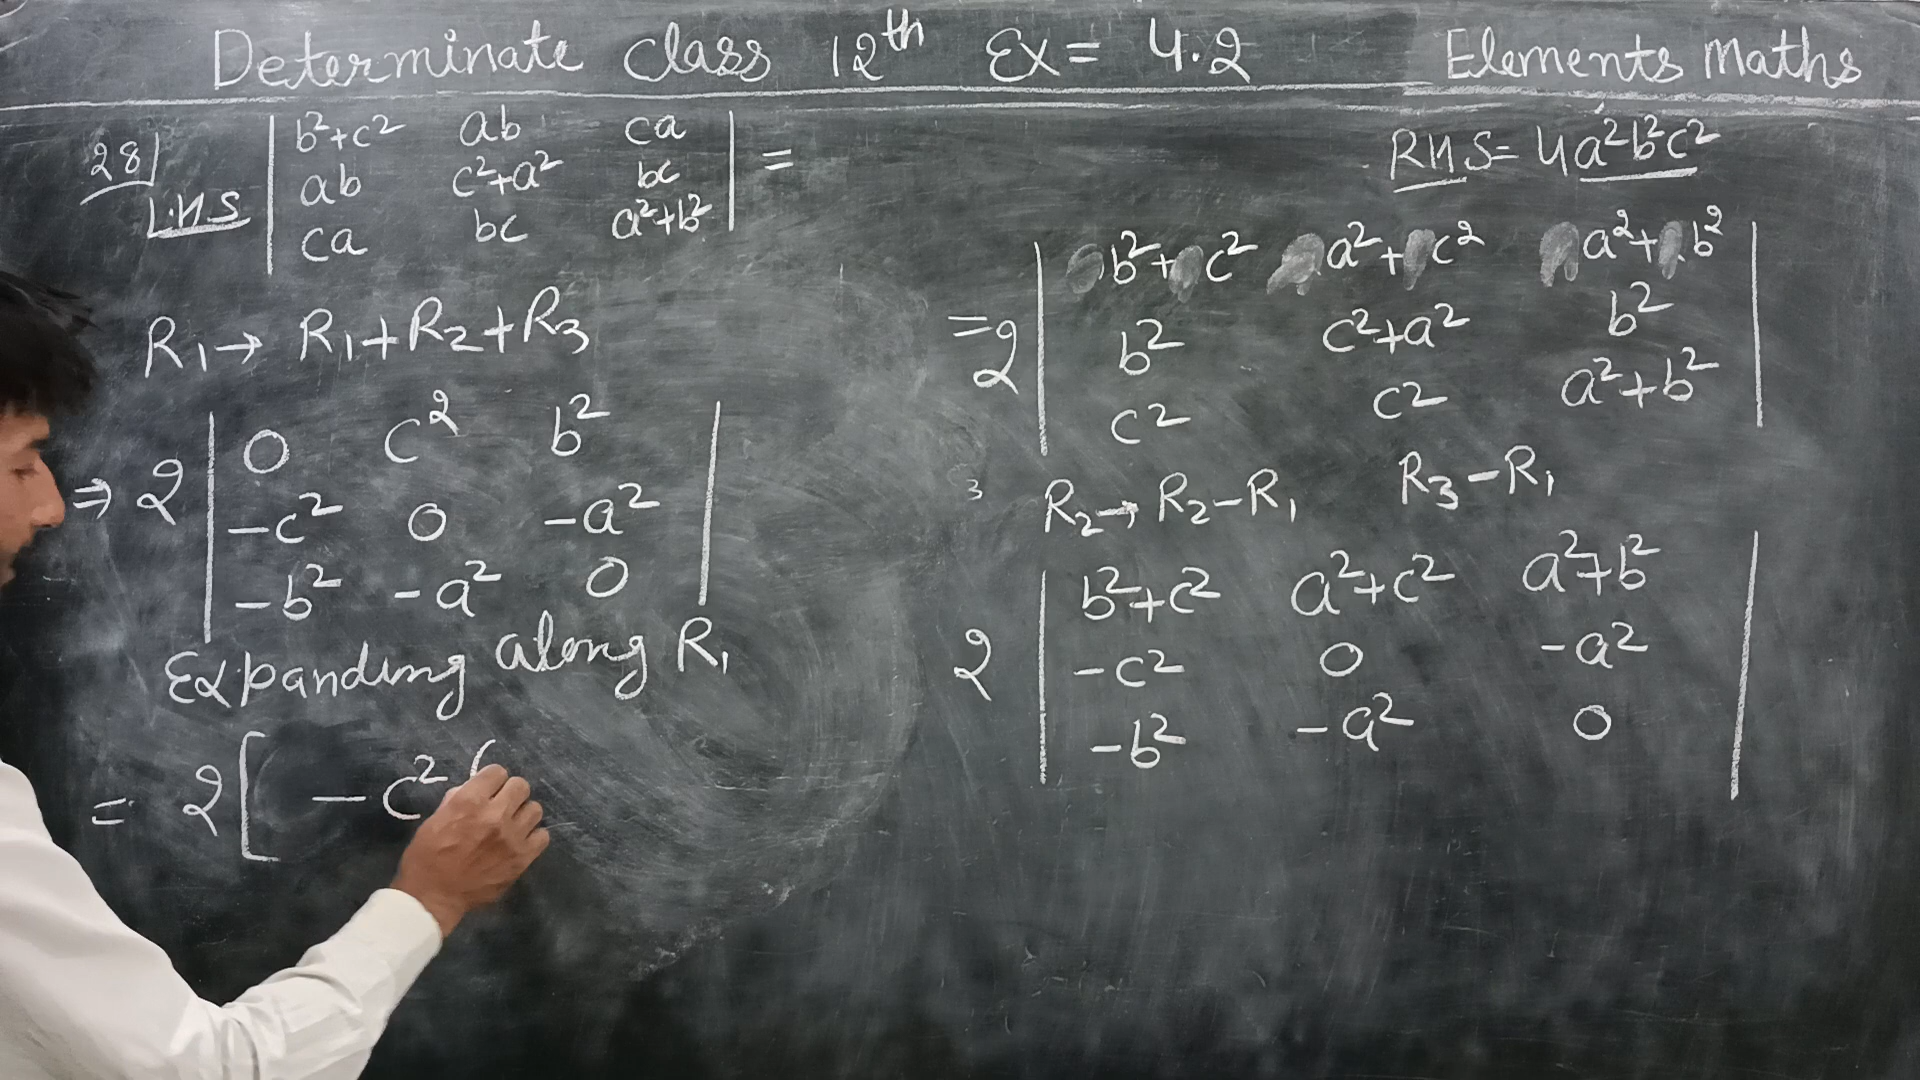 Determinate class 12th Ex = 4.2 Elements Maths
28) L.H.S | b²+c² ab ca |
| ab c²+a² bc | =
| ca bc a²+b² |
R₁→ R₁+R₂+R₃
⇒ 2 | 0 c² b² |
| -c² 0 -a² |
| -b² -a² 0 |
Expanding along R₁
= 2[ -c² (
RHS = 4a²b²c²
=2 | b²+c² a²+c² a²+b² |
| b² c²+a² b² |
| c² c² a²+b² |
3 R₂→R₂-R₁ R₃-R₁
2 | b²+c² a²+c² a²+b² |
| -c² 0 -a² |
| -b² -a² 0 |